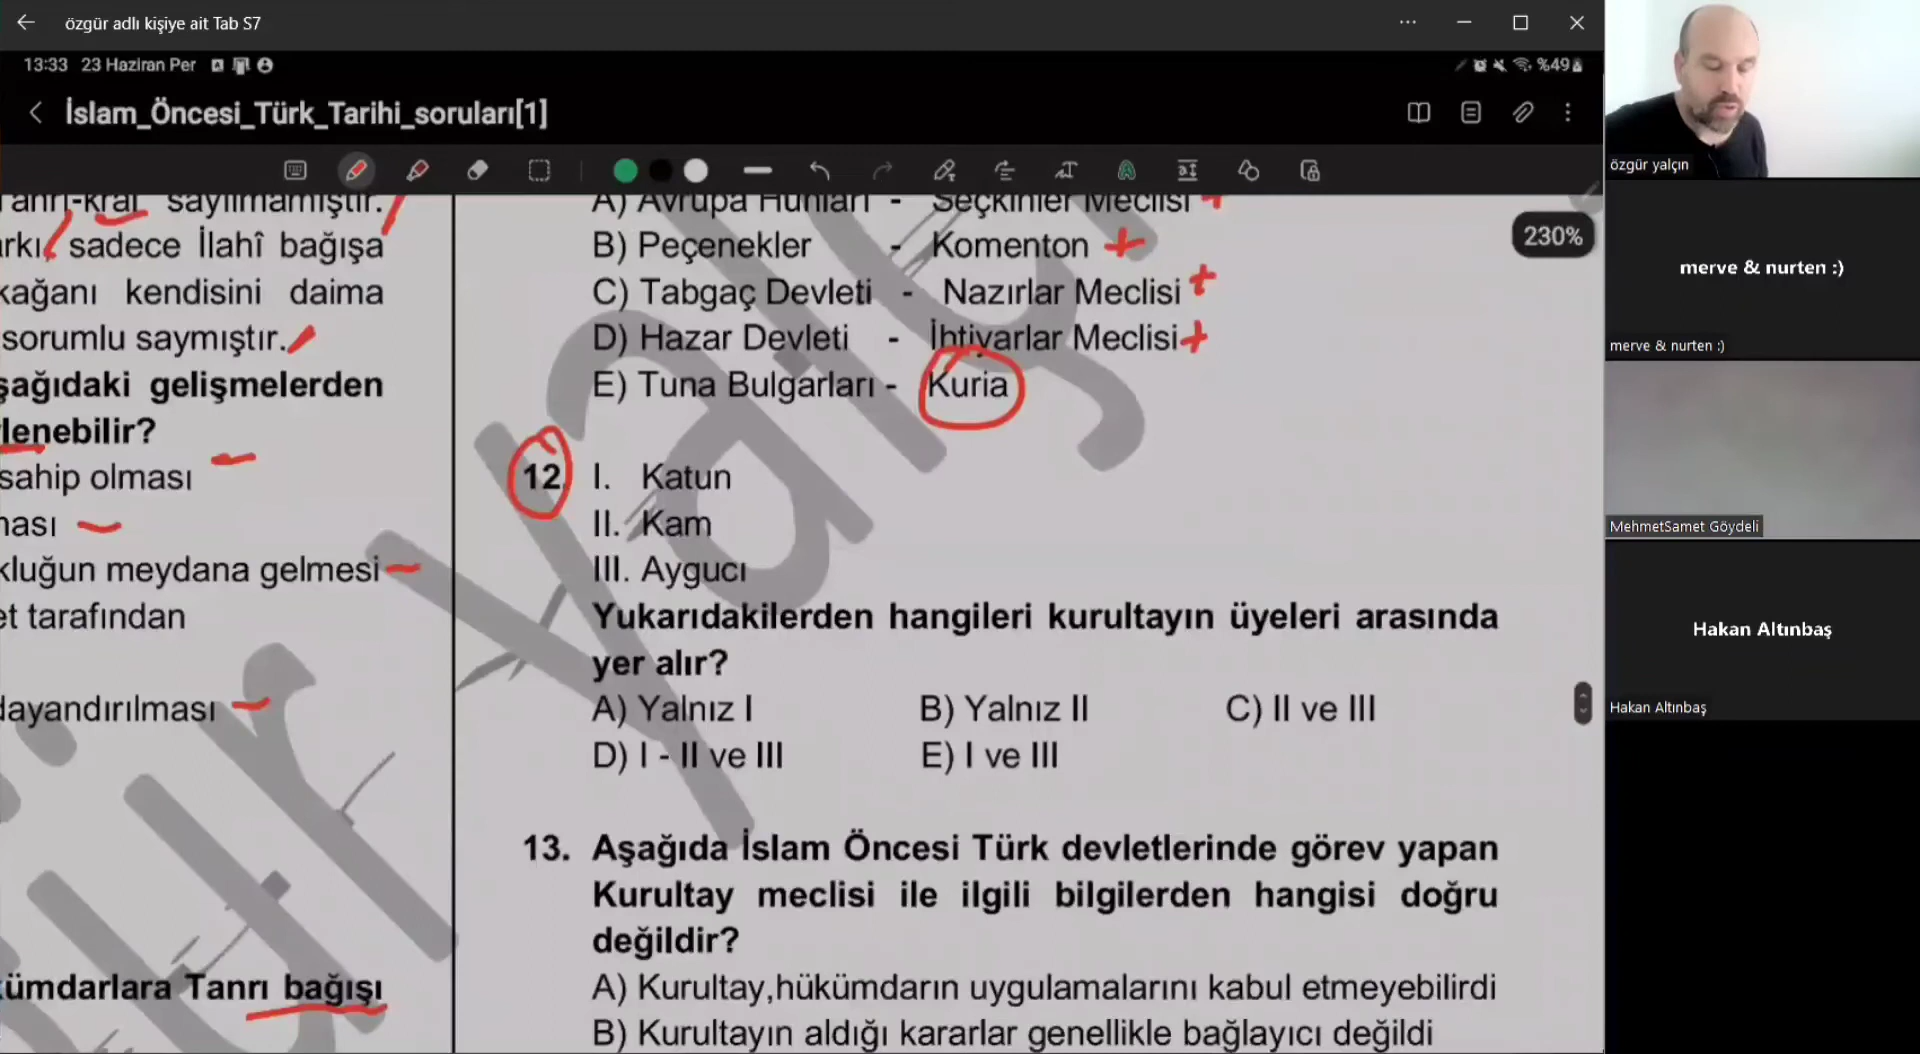 özgür adlı kişiye ait Tab S7
13:33 23 Haziran Per
%49
İslam_Öncesi_Türk_Tarihi_soruları[1]
230%
sayılmamıştır.
sadece İlahî bağışa
kağanı kendisini daima
sorumlu saymıştır.
şağıdaki gelişmelerden
lenebilir?
sahip olması
ması
kluğun meydana gelmesi
et tarafından
dayandırılması
ümdarlara Tanrı bağışı
A) Avrupa Hunları - Seçkinler Meclisi
B) Peçenekler - Komenton
C) Tabgaç Devleti - Nazırlar Meclisi
D) Hazar Devleti - İhtiyarlar Meclisi
E) Tuna Bulgarları - Kuria
12 I. Katun
II. Kam
III. Aygucı
Yukarıdakilerden hangileri kurultayın üyeleri arasında
yer alır?
A) Yalnız I B) Yalnız II C) II ve III
D) I - II ve III E) I ve III
13. Aşağıda İslam Öncesi Türk devletlerinde görev yapan
Kurultay meclisi ile ilgili bilgilerden hangisi doğru
değildir?
A) Kurultay,hükümdarın uygulamalarını kabul etmeyebilirdi
B) Kurultayın aldığı kararlar genellikle bağlayıcı değildi
özgür yalçın
merve & nurten :)
merve & nurten :)
MehmetSamet Göydeli
Hakan Altınbaş
Hakan Altınbaş